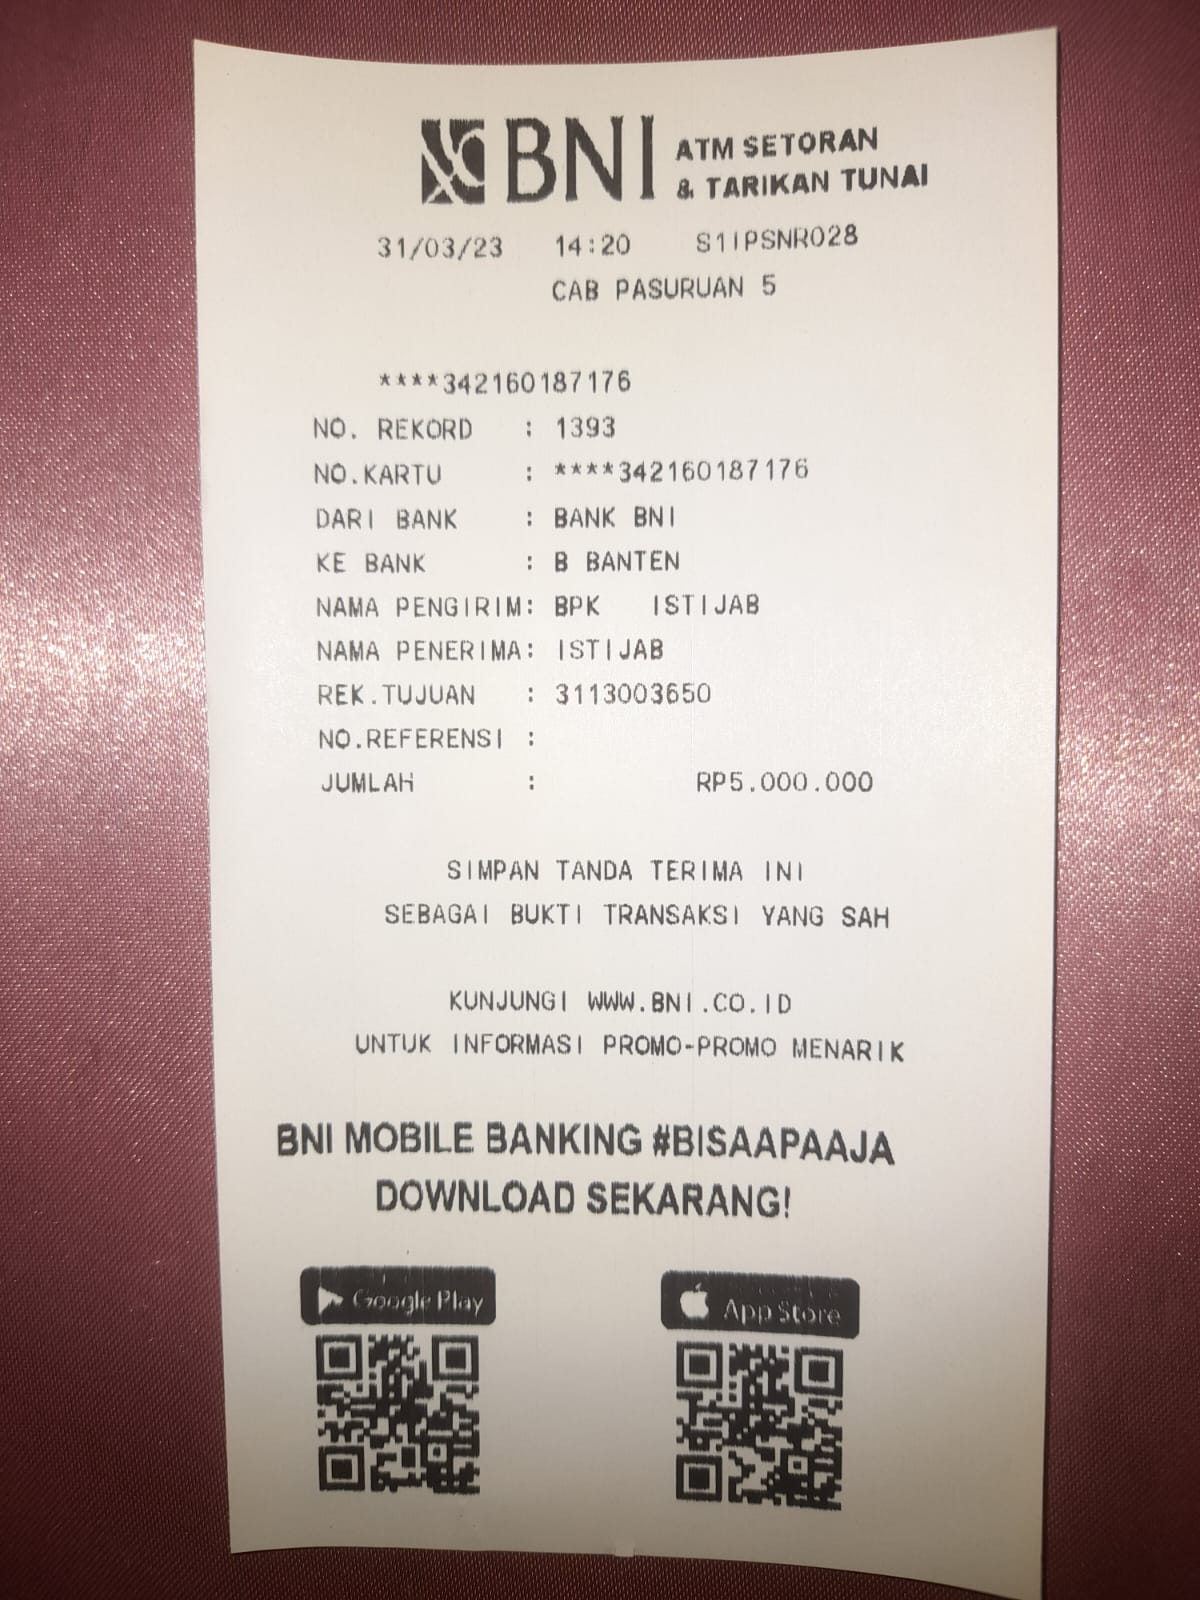 BNI ATM SETORAN
& TARIKAN TUNAI
31/03/23 14:20 S1IPSNR028
CAB PASURUAN 5
****342160187176
NO. REKORD : 1393
NO.KARTU : ****342160187176
DARI BANK : BANK BNI
KE BANK : B BANTEN
NAMA PENGIRIM: BPK ISTIJAB
NAMA PENERIMA: ISTIJAB
REK.TUJUAN : 3113003650
NO.REFERENSI :
JUMLAH : RP5.000.000
SIMPAN TANDA TERIMA INI
SEBAGAI BUKTI TRANSAKSI YANG SAH
KUNJUNGI WWW.BNI.CO.ID
UNTUK INFORMASI PROMO-PROMO MENARIK
BNI MOBILE BANKING #BISAAPAAJA
DOWNLOAD SEKARANG!
Google Play App Store